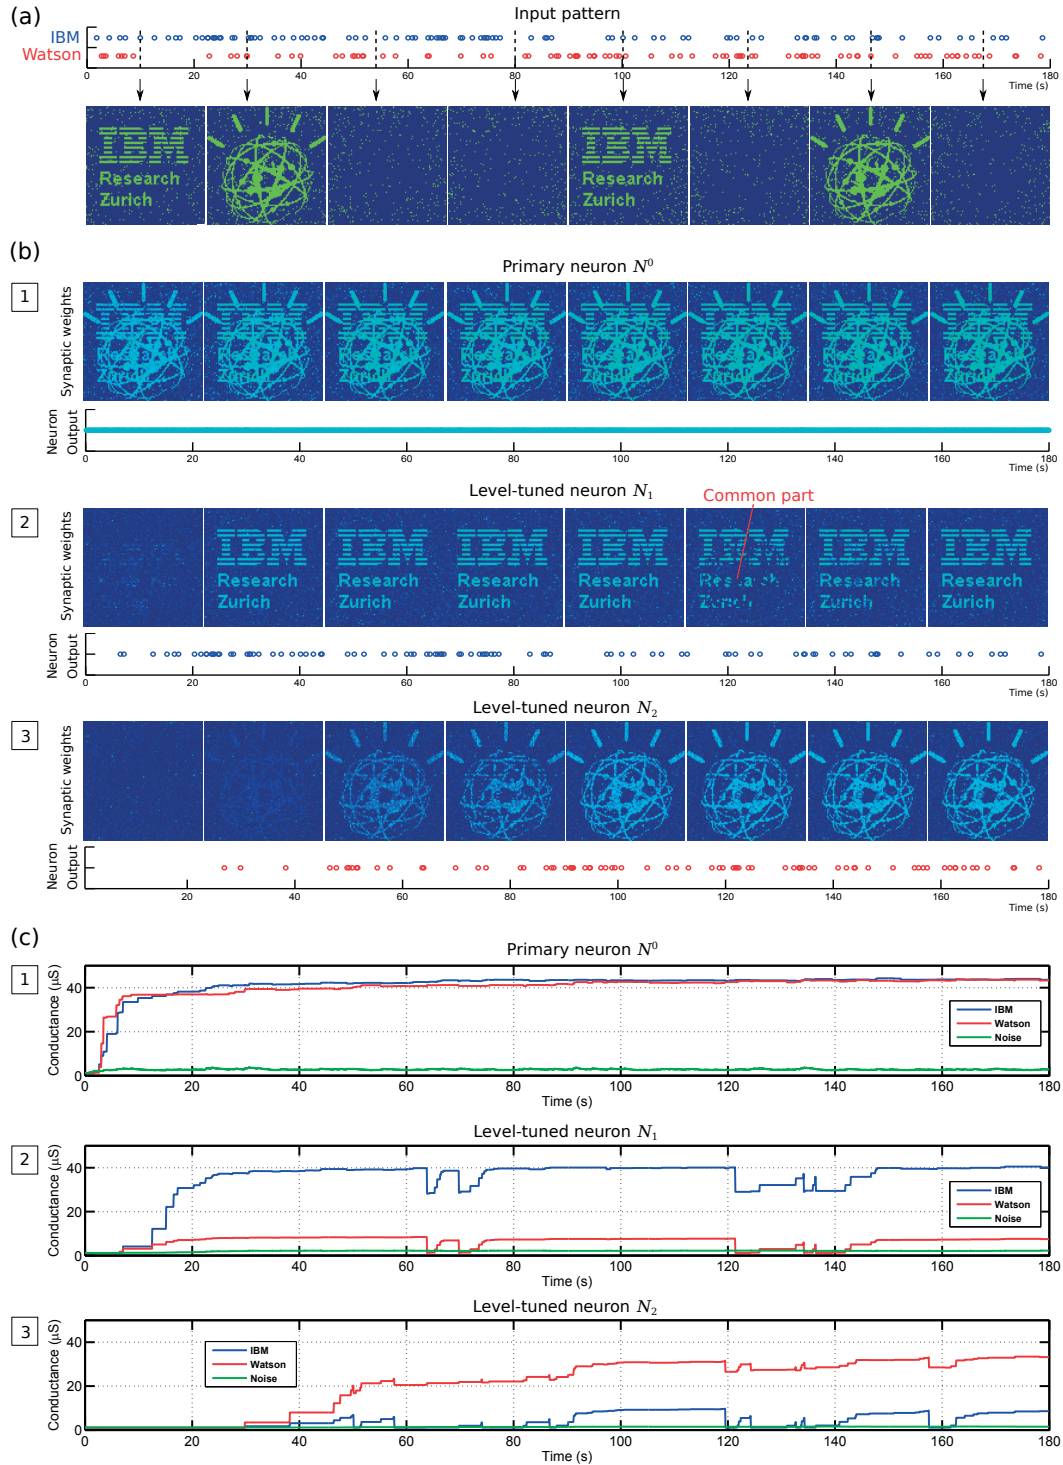 (a)
Input pattern
IBM
Watson
0 20 40 60 80 100 120 140 160 180
Time (s)
IBM
Research
Zurich
IBM
Research
Zurich
(b)
Primary neuron N⁰
1
Synaptic weights
Neuron
Output
0 20 40 60 80 100 120 140 160 180
Time (s)
Level-tuned neuron N₁
Common part
2
Synaptic weights
IBM IBM IBM IBM IBM IBM IBM
Research Research Research Research Research Research Research
Zurich Zurich Zurich Zurich Zurich Zurich Zurich
Neuron
Output
0 20 40 60 80 100 120 140 160 180
Time (s)
Level-tuned neuron N₂
3
Synaptic weights
Neuron
Output
20 40 60 80 100 120 140 160 180
Time (s)
(c)
Primary neuron N⁰
1
Conductance (µS)
40
20
0
IBM
Watson
Noise
0 20 40 60 80 100 120 140 160 180
Time (s)
Level-tuned neuron N₁
2
Conductance (µS)
40
20
0
IBM
Watson
Noise
0 20 40 60 80 100 120 140 160 180
Time (s)
Level-tuned neuron N₂
3
Conductance (µS)
40
20
0
IBM
Watson
Noise
0 20 40 60 80 100 120 140 160 180
Time (s)